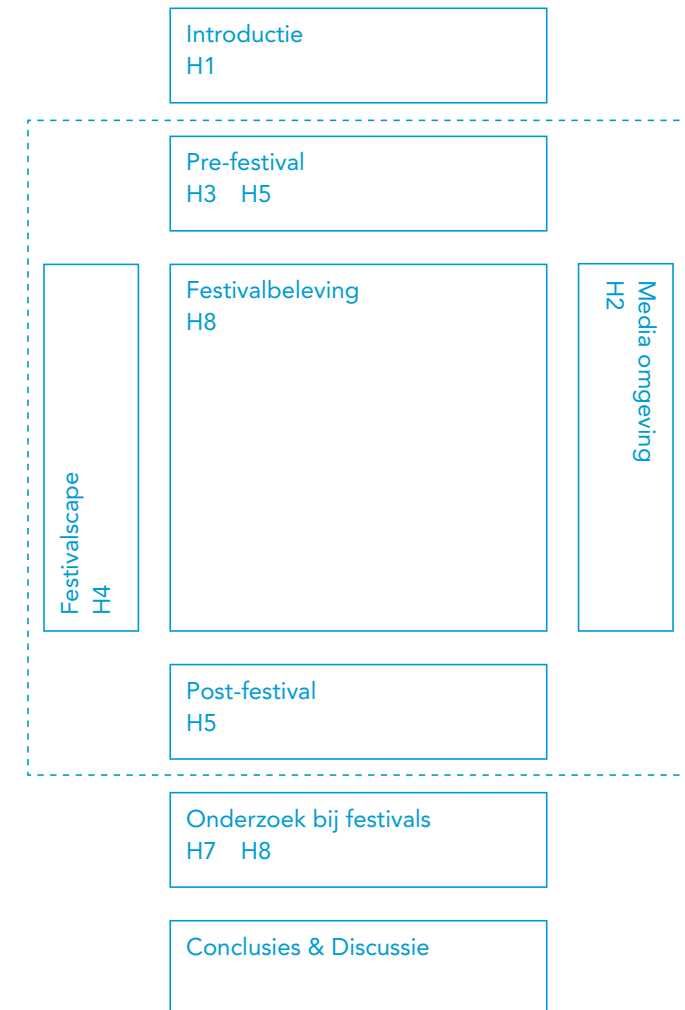 Introductie
H1
Pre-festival
H3 H5
Festivalscape
H4
Festivalbeleving
H8
Media omgeving
H2
Post-festival
H5
Onderzoek bij festivals
H7 H8
Conclusies & Discussie